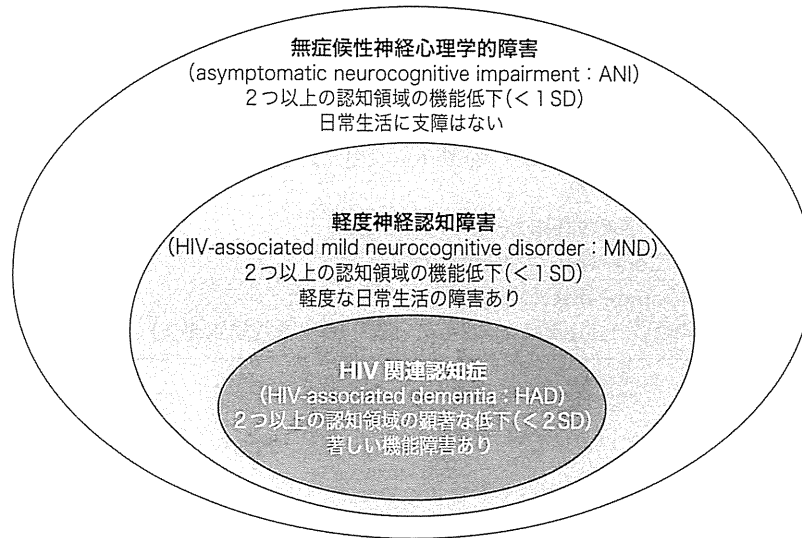 無症候性神経心理学的障害
(asymptomatic neurocognitive impairment：ANI)
2つ以上の認知領域の機能低下(＜1SD)
日常生活に支障はない
軽度神経認知障害
(HIV-associated mild neurocognitive disorder：MND)
2つ以上の認知領域の機能低下(＜1SD)
軽度な日常生活の障害あり
HIV 関連認知症
(HIV-associated dementia：HAD)
2つ以上の認知領域の顕著な低下(＜2SD)
著しい機能障害あり